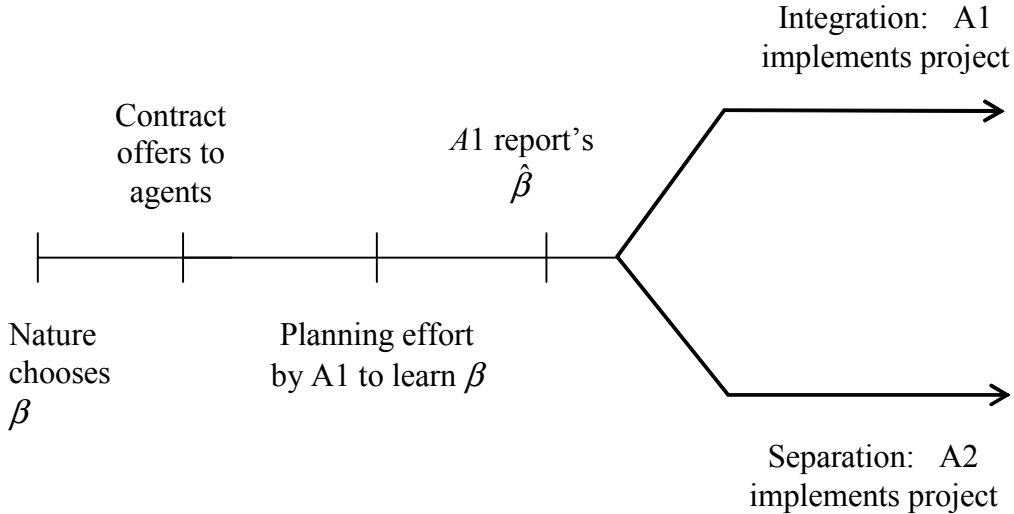 Integration: A1
implements project
Contract
offers to
agents
A1 report's
β̂
Nature
chooses
β
Planning effort
by A1 to learn β
Separation: A2
implements project